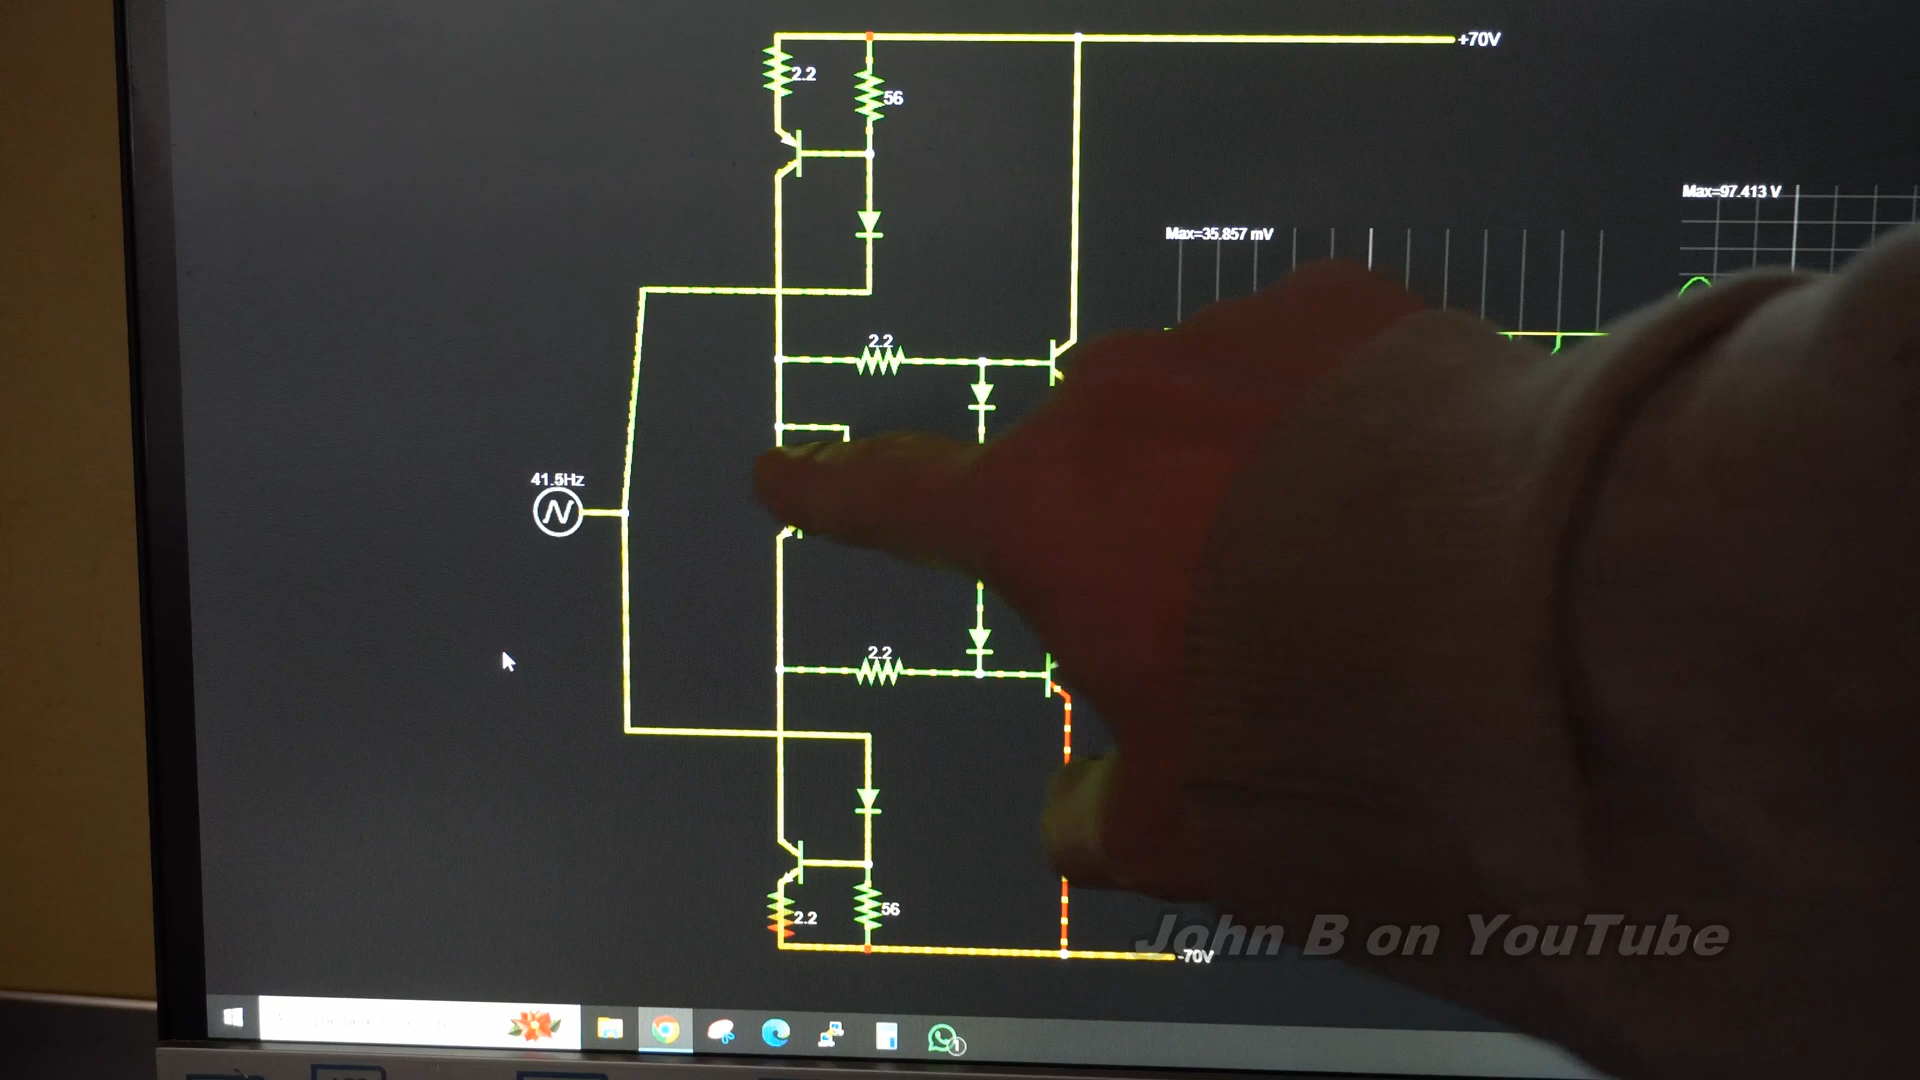 +70V
2.2
56
Max=97.413 V
Max=35.857 mV
2.2
41.5Hz
2.2
56
2.2
John B on YouTube
-70V
1